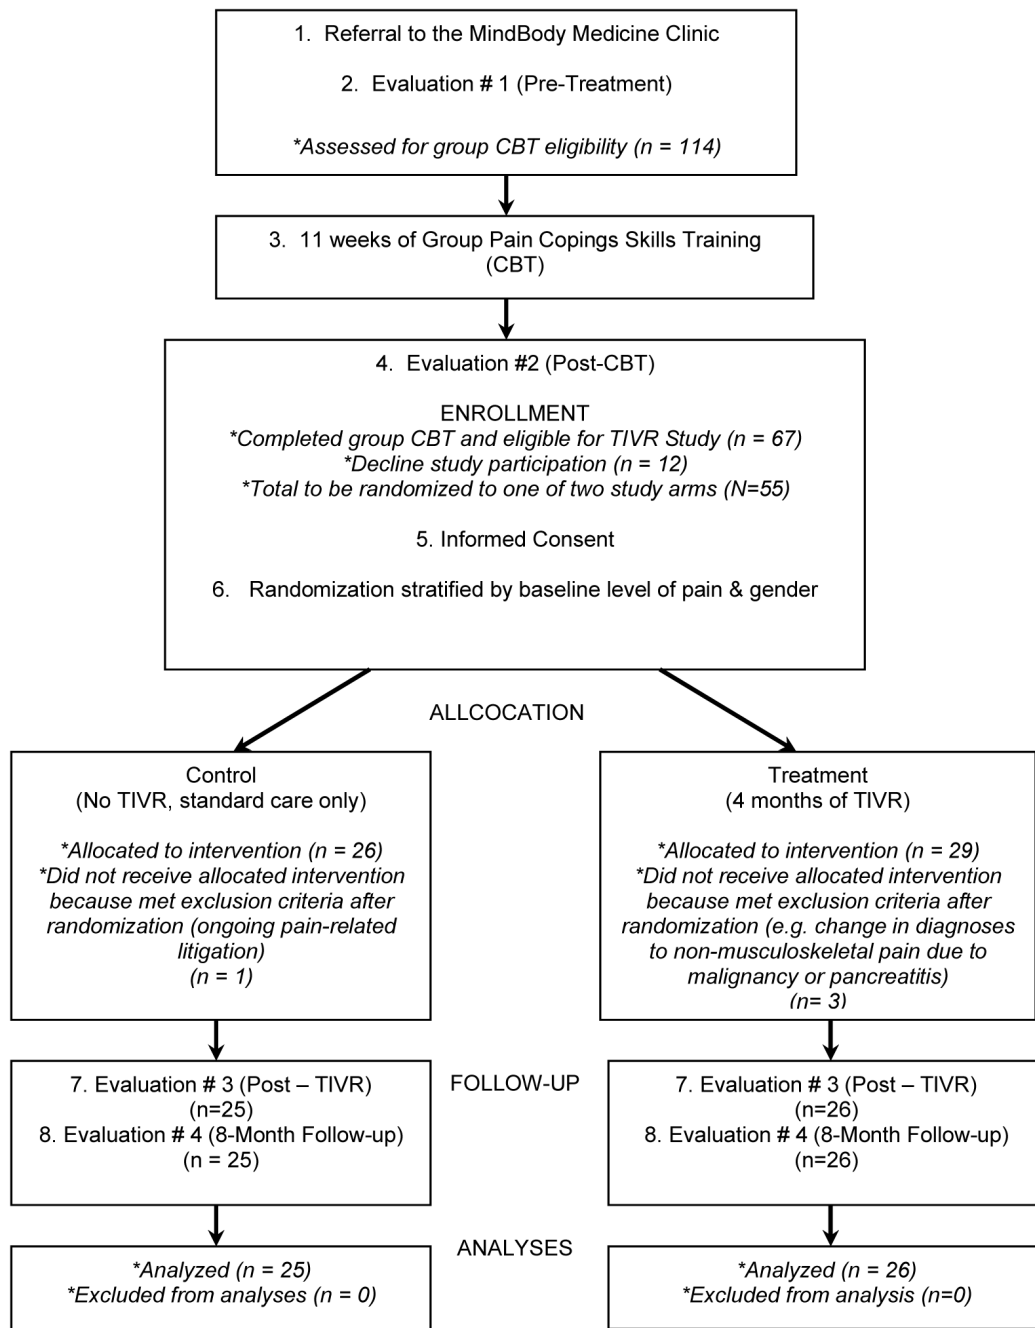 1. Referral to the MindBody Medicine Clinic
2. Evaluation # 1 (Pre-Treatment)
*Assessed for group CBT eligibility (n = 114)
3. 11 weeks of Group Pain Copings Skills Training
(CBT)
4. Evaluation #2 (Post-CBT)
ENROLLMENT
*Completed group CBT and eligible for TIVR Study (n = 67)
*Decline study participation (n = 12)
*Total to be randomized to one of two study arms (N=55)
5. Informed Consent
6. Randomization stratified by baseline level of pain & gender
ALLCOCATION
Control
(No TIVR, standard care only)
*Allocated to intervention (n = 26)
*Did not receive allocated intervention
because met exclusion criteria after
randomization (ongoing pain-related
litigation)
(n = 1)
Treatment
(4 months of TIVR)
*Allocated to intervention (n = 29)
*Did not receive allocated intervention
because met exclusion criteria after
randomization (e.g. change in diagnoses
to non-musculoskeletal pain due to
malignancy or pancreatitis)
(n= 3)
FOLLOW-UP
7. Evaluation # 3 (Post – TIVR)
(n=25)
8. Evaluation # 4 (8-Month Follow-up)
(n = 25)
7. Evaluation # 3 (Post – TIVR)
(n=26)
8. Evaluation # 4 (8-Month Follow-up)
(n=26)
ANALYSES
*Analyzed (n = 25)
*Excluded from analyses (n = 0)
*Analyzed (n = 26)
*Excluded from analysis (n=0)